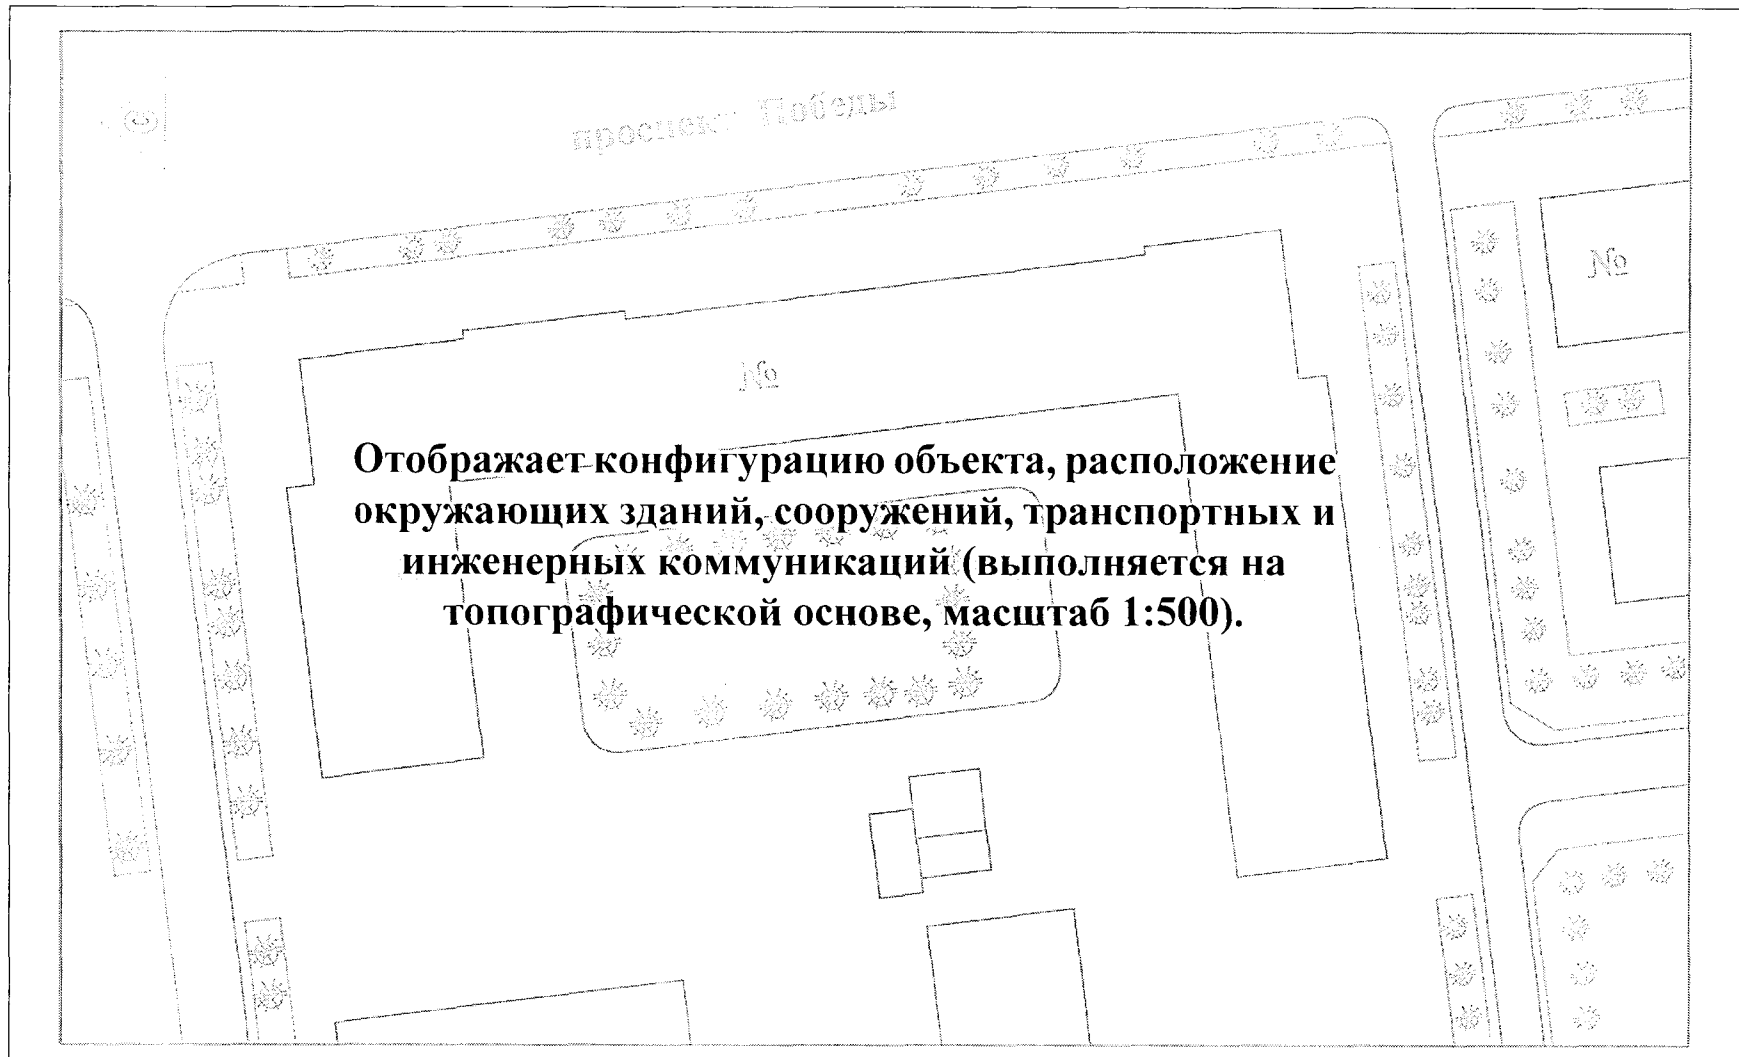 проспект Победы
№
№
Отображает конфигурацию объекта, расположение
окружающих зданий, сооружений, транспортных и
инженерных коммуникаций (выполняется на
топографической основе, масштаб 1:500).